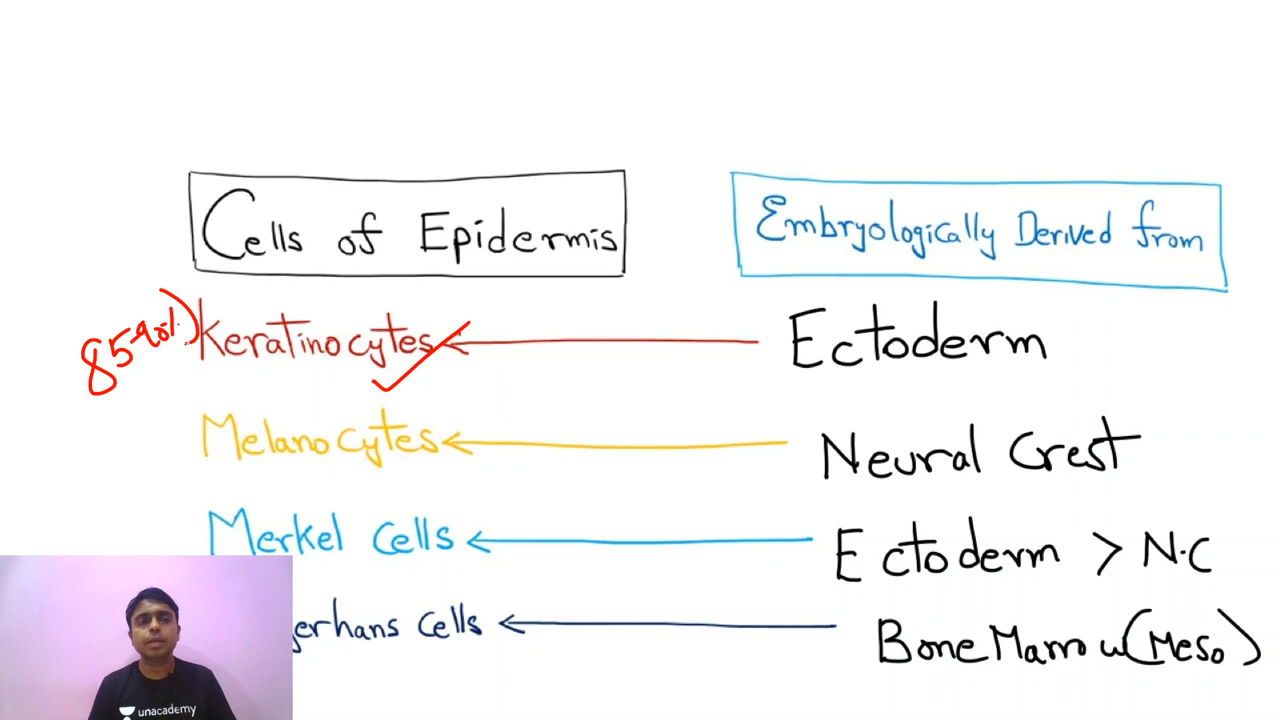 Cells of Epidermis
Embryologically Derived from
85-90%) Keratinocytes ← Ectoderm
Melanocytes ← Neural Crest
Merkel Cells ← Ectoderm > N.C
gerhans Cells ← Bone Marrow (Meso)
unacademy